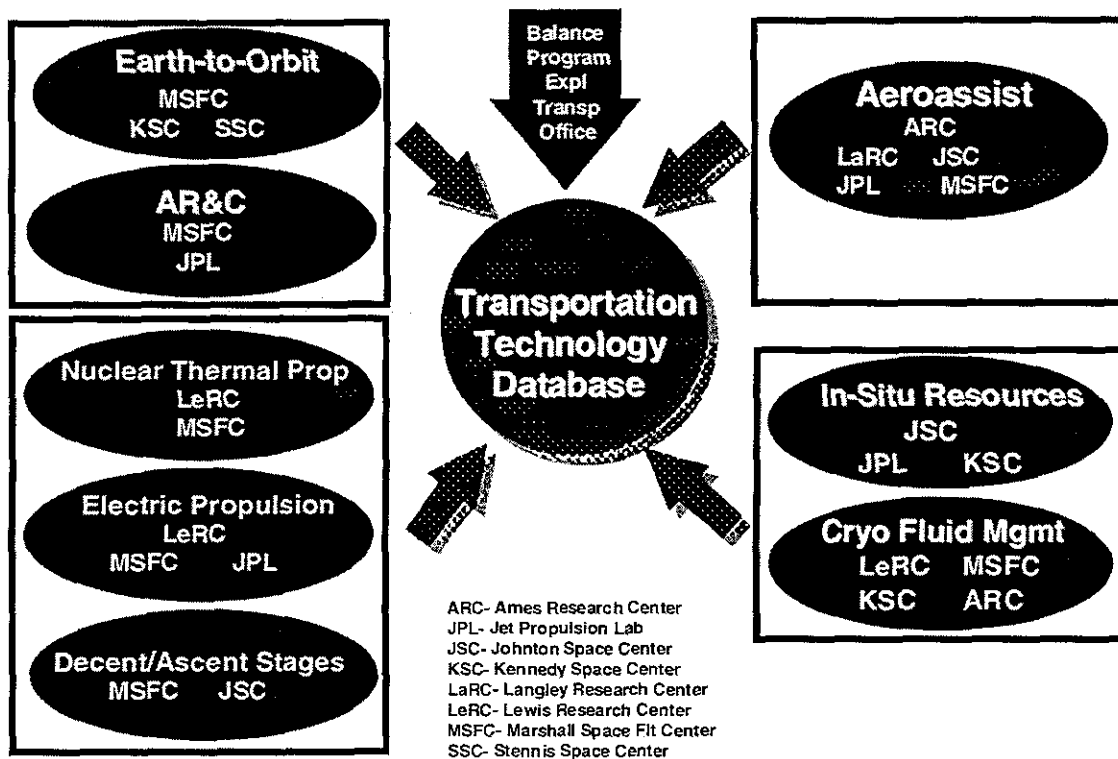 Earth-to-Orbit
MSFC
KSC SSC
AR&C
MSFC
JPL
Nuclear Thermal Prop
LeRC
MSFC
Electric Propulsion
LeRC
MSFC JPL
Decent/Ascent Stages
MSFC JSC
Balance
Program
Expl
Transp
Office
Transportation
Technology
Database
ARC- Ames Research Center
JPL- Jet Propulsion Lab
JSC- Johnton Space Center
KSC- Kennedy Space Center
LaRC- Langley Research Center
LeRC- Lewis Research Center
MSFC- Marshall Space Flt Center
SSC- Stennis Space Center
Aeroassist
ARC
LaRC JSC
JPL MSFC
In-Situ Resources
JSC
JPL KSC
Cryo Fluid Mgmt
LeRC MSFC
KSC ARC